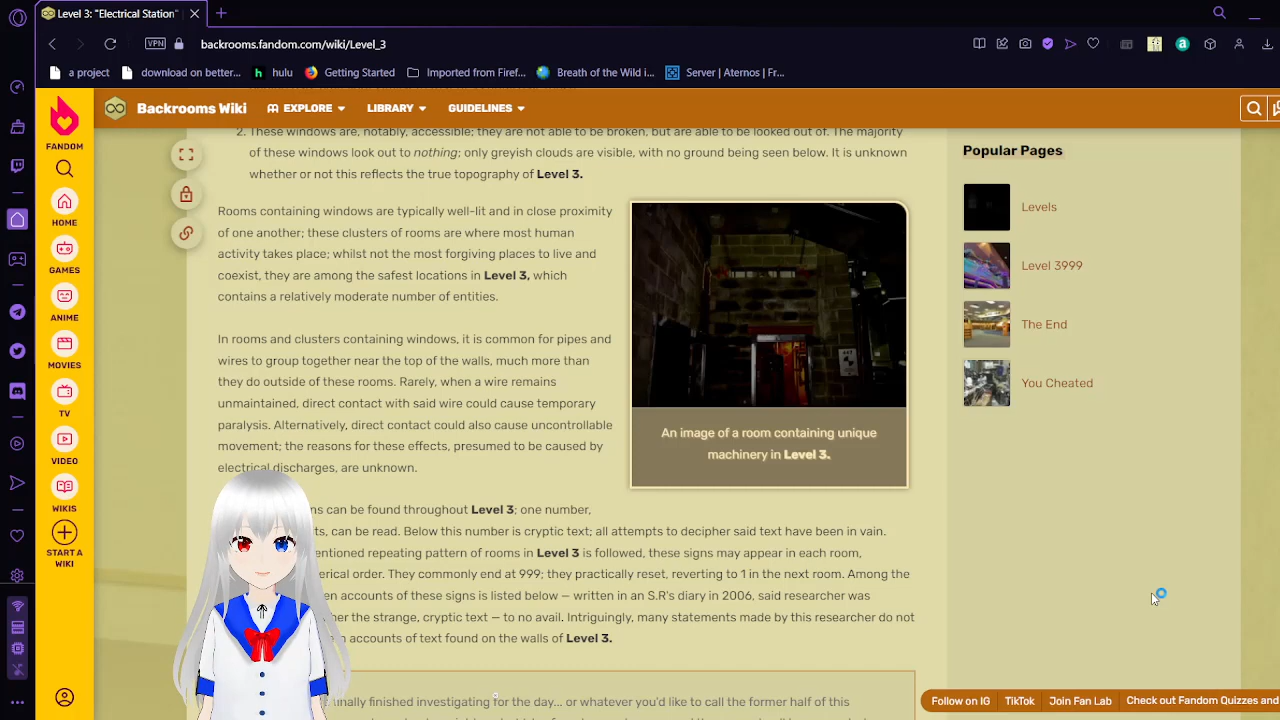 Level 3: "Electrical Station"
VPN
backrooms.fandom.com/wiki/Level_3
a project
download on better...
hulu
Getting Started
Imported from Firef...
Breath of the Wild i...
Server | Aternos | Fr...
FANDOM
HOME
GAMES
ANIME
MOVIES
TV
VIDEO
WIKIS
START A
WIKI
Backrooms Wiki
EXPLORE
LIBRARY
GUIDELINES
2. These windows are, notably, accessible; they are not able to be broken, but are able to be looked out of. The majority
of these windows look out to nothing; only greyish clouds are visible, with no ground being seen below. It is unknown
whether or not this reflects the true topography of Level 3.
Rooms containing windows are typically well-lit and in close proximity
of one another; these clusters of rooms are where most human
activity takes place; whilst not the most forgiving places to live and
coexist, they are among the safest locations in Level 3, which
contains a relatively moderate number of entities.
In rooms and clusters containing windows, it is common for pipes and
wires to group together near the top of the walls, much more than
they do outside of these rooms. Rarely, when a wire remains
unmaintained, direct contact with said wire could cause temporary
paralysis. Alternatively, direct contact could also cause uncontrollable
movement; the reasons for these effects, presumed to be caused by
electrical discharges, are unknown.
An image of a room containing unique
machinery in Level 3.
ns can be found throughout Level 3; one number,
ts, can be read. Below this number is cryptic text; all attempts to decipher said text have been in vain.
entioned repeating pattern of rooms in Level 3 is followed, these signs may appear in each room,
erical order. They commonly end at 999; they practically reset, reverting to 1 in the next room. Among the
en accounts of these signs is listed below — written in an S.R's diary in 2006, said researcher was
her the strange, cryptic text — to no avail. Intriguingly, many statements made by this researcher do not
n accounts of text found on the walls of Level 3.
inally finished investigating for the day... or whatever you'd like to call the former half of this
Popular Pages
Levels
Level 3999
The End
You Cheated
Follow on IG
TikTok
Join Fan Lab
Check out Fandom Quizzes and